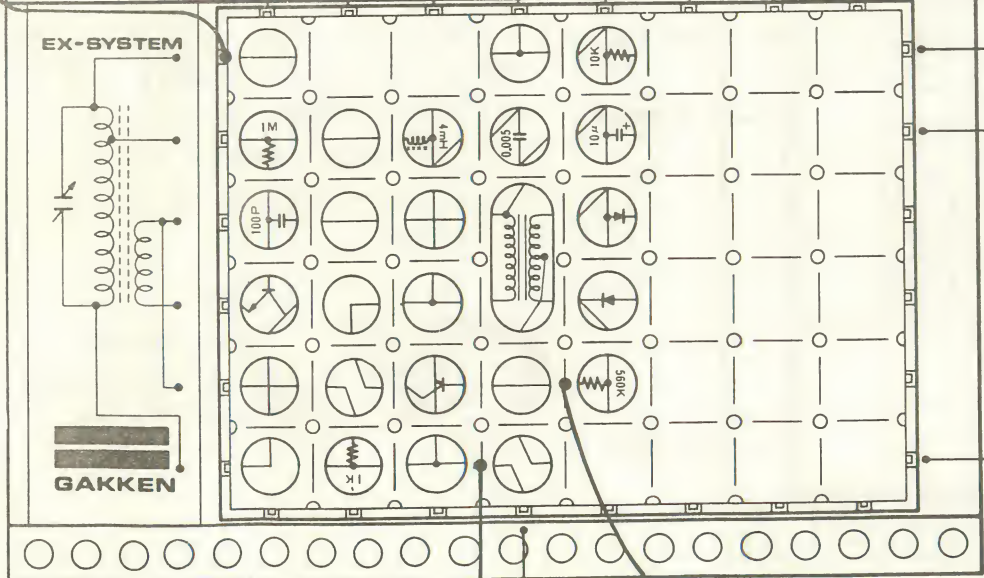 EX-SYSTEM
10K
1M
4mH
0.005
10μ +
100P
560K
1K
GAKKEN